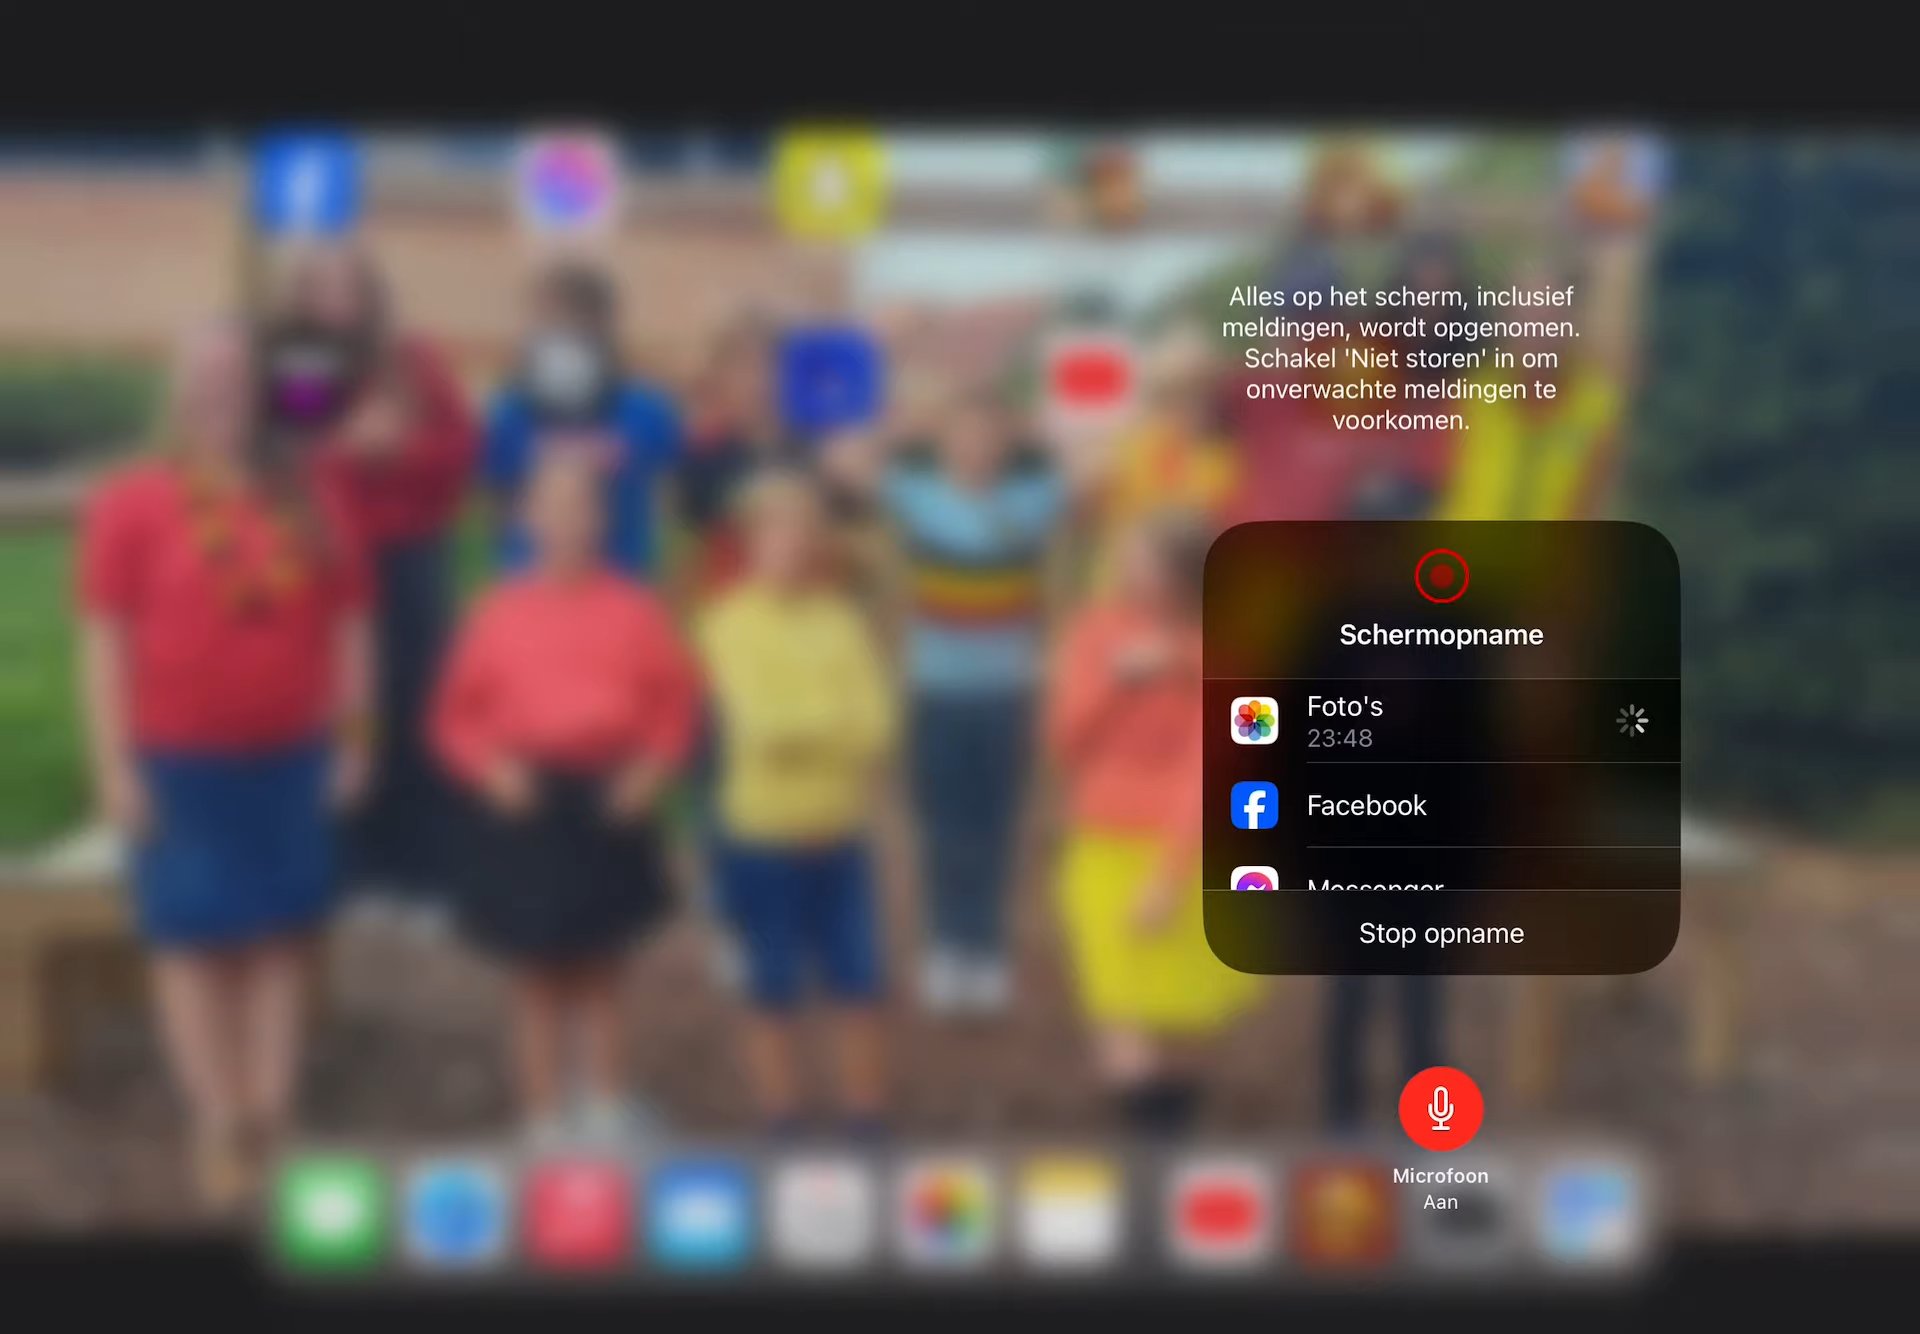 Alles op het scherm, inclusief
meldingen, wordt opgenomen.
Schakel 'Niet storen' in om
onverwachte meldingen te
voorkomen.
Schermopname
Foto's
23:48
Facebook
Messenger
Stop opname
Microfoon
Aan